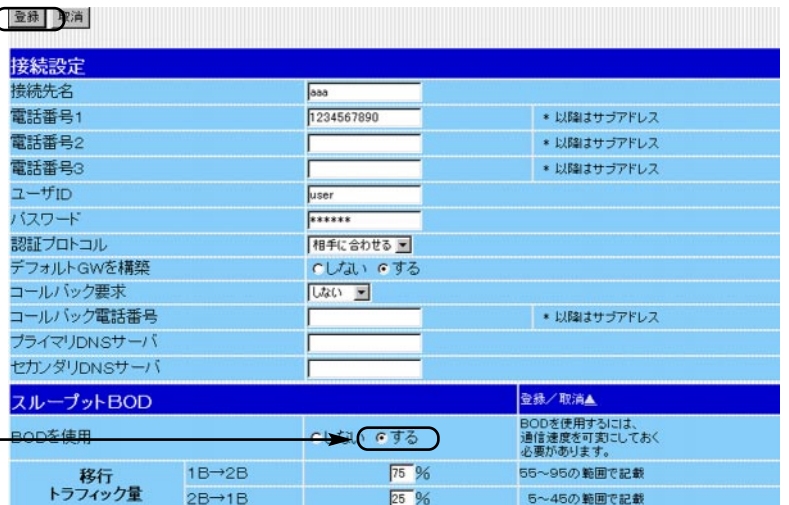 登録 取消
接続設定
接続先名 aaa
電話番号1 1234567890 * 以降はサブアドレス
電話番号2 * 以降はサブアドレス
電話番号3 * 以降はサブアドレス
ユーザID user
パスワード ******
認証プロトコル 相手に合わせる
デフォルトGWを構築 しない する
コールバック要求 しない
コールバック電話番号 * 以降はサブアドレス
プライマリDNSサーバ
セカンダリDNSサーバ
スループットBOD 登録/取消▲
BODを使用 しない する BODを使用するには、
通信速度を可変にしておく
必要があります。
移行
トラフィック量
1B→2B 75 % 55~95の範囲で記載
2B→1B 25 % 5~45の範囲で記載